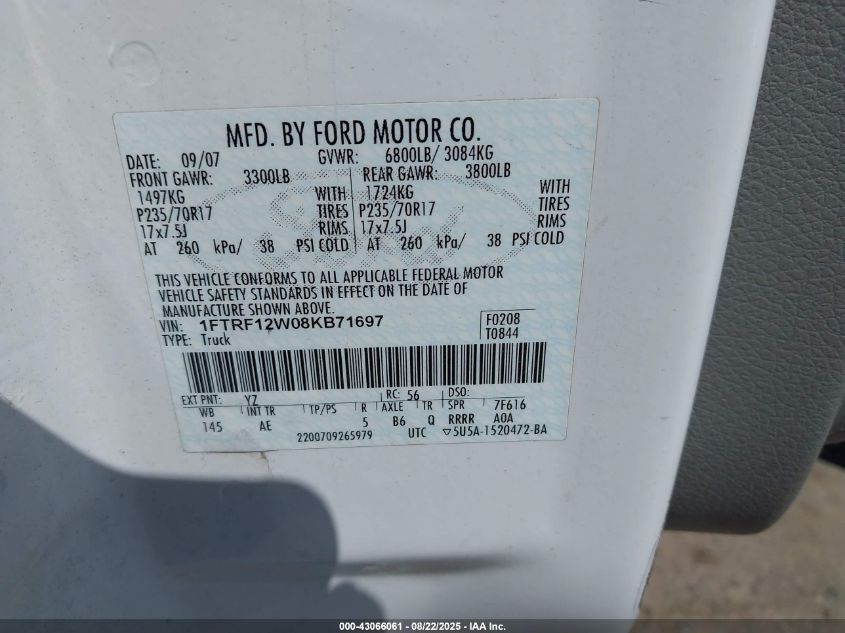 MFD. BY FORD MOTOR CO.
DATE: 09/07 GVWR: 6800LB/ 3084KG
FRONT GAWR: 3300LB REAR GAWR: 3800LB
1497KG WITH 1724KG WITH
P235/70R17 TIRES P235/70R17 TIRES
17x7.5J RIMS 17x7.5J RIMS
AT 260 kPa/ 38 PSI COLD AT 260 kPa/ 38 PSI COLD
THIS VEHICLE CONFORMS TO ALL APPLICABLE FEDERAL MOTOR
VEHICLE SAFETY STANDARDS IN EFFECT ON THE DATE OF
MANUFACTURE SHOWN ABOVE.
VIN: 1FTRF12W08KB71697 F0208
TYPE: Truck T0844
EXT PNT: YZ RC: 56 DSO:
WB INT TR TP/PS R AXLE TR SPR 7F616
145 AE 5 B6 Q RRRR A0A
2200709265979 UTC ▽5U5A-1520472-BA
000-43066061 - 08/22/2025 - IAA Inc.